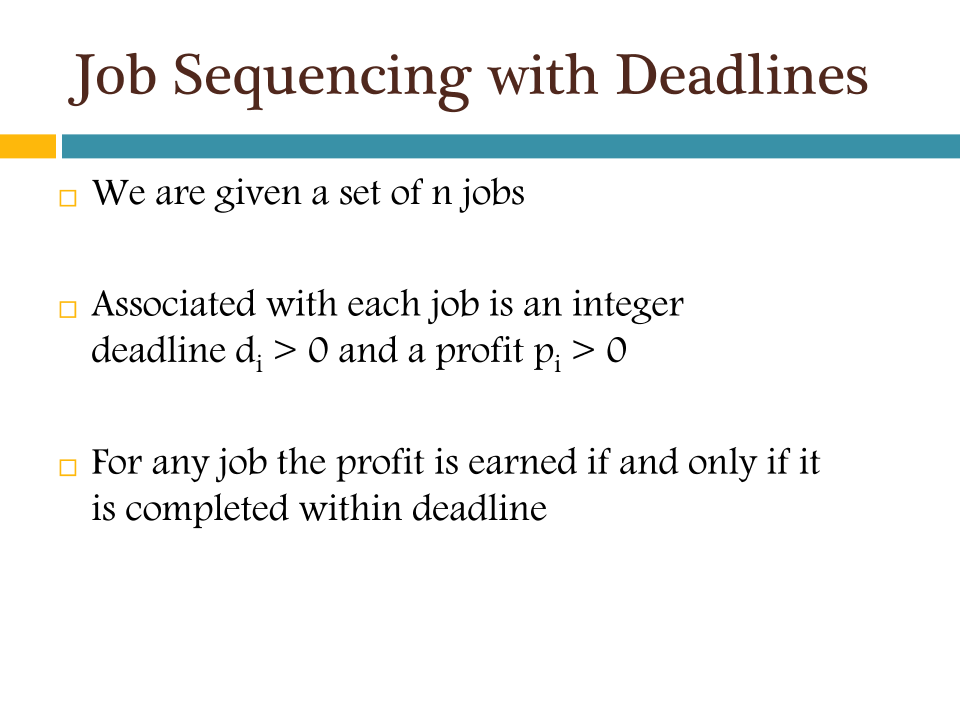 Job Sequencing with Deadlines
We are given a set of n jobs
Associated with each job is an integer
deadline dᵢ > 0 and a profit pᵢ > 0
For any job the profit is earned if and only if it
is completed within deadline